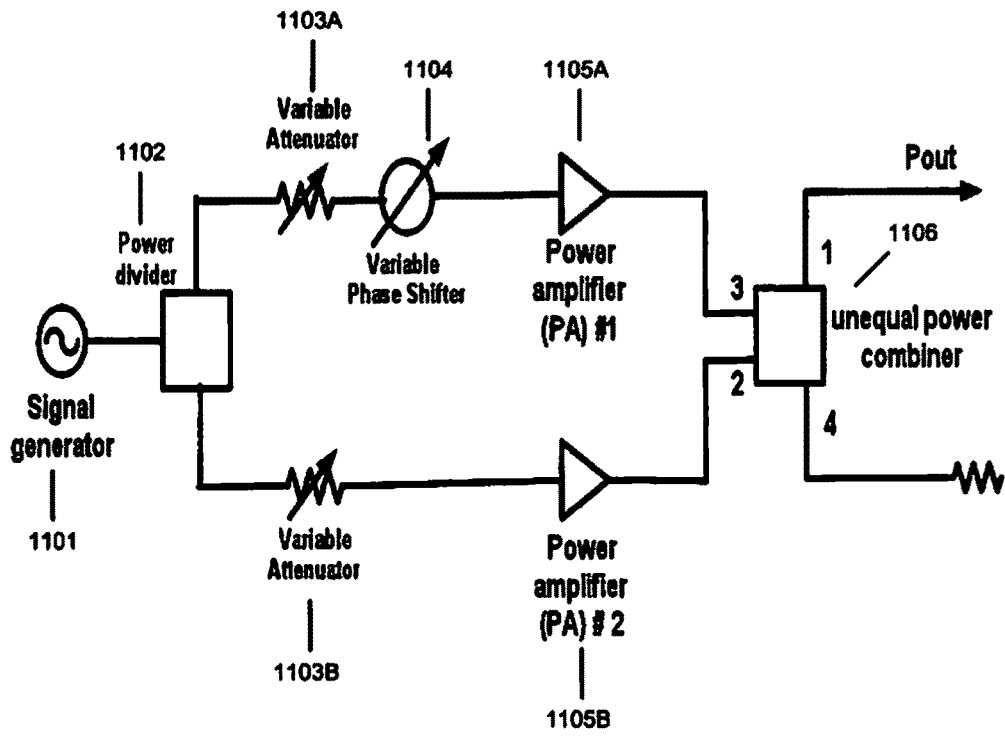 1103A
Variable
Attenuator
1104
1105A
1102
Power
divider
Variable
Phase Shifter
Power
amplifier
(PA) #1
Pout
1106
1
3
2
4
unequal power
combiner
Signal
generator
1101
Variable
Attenuator
1103B
Power
amplifier
(PA) # 2
1105B